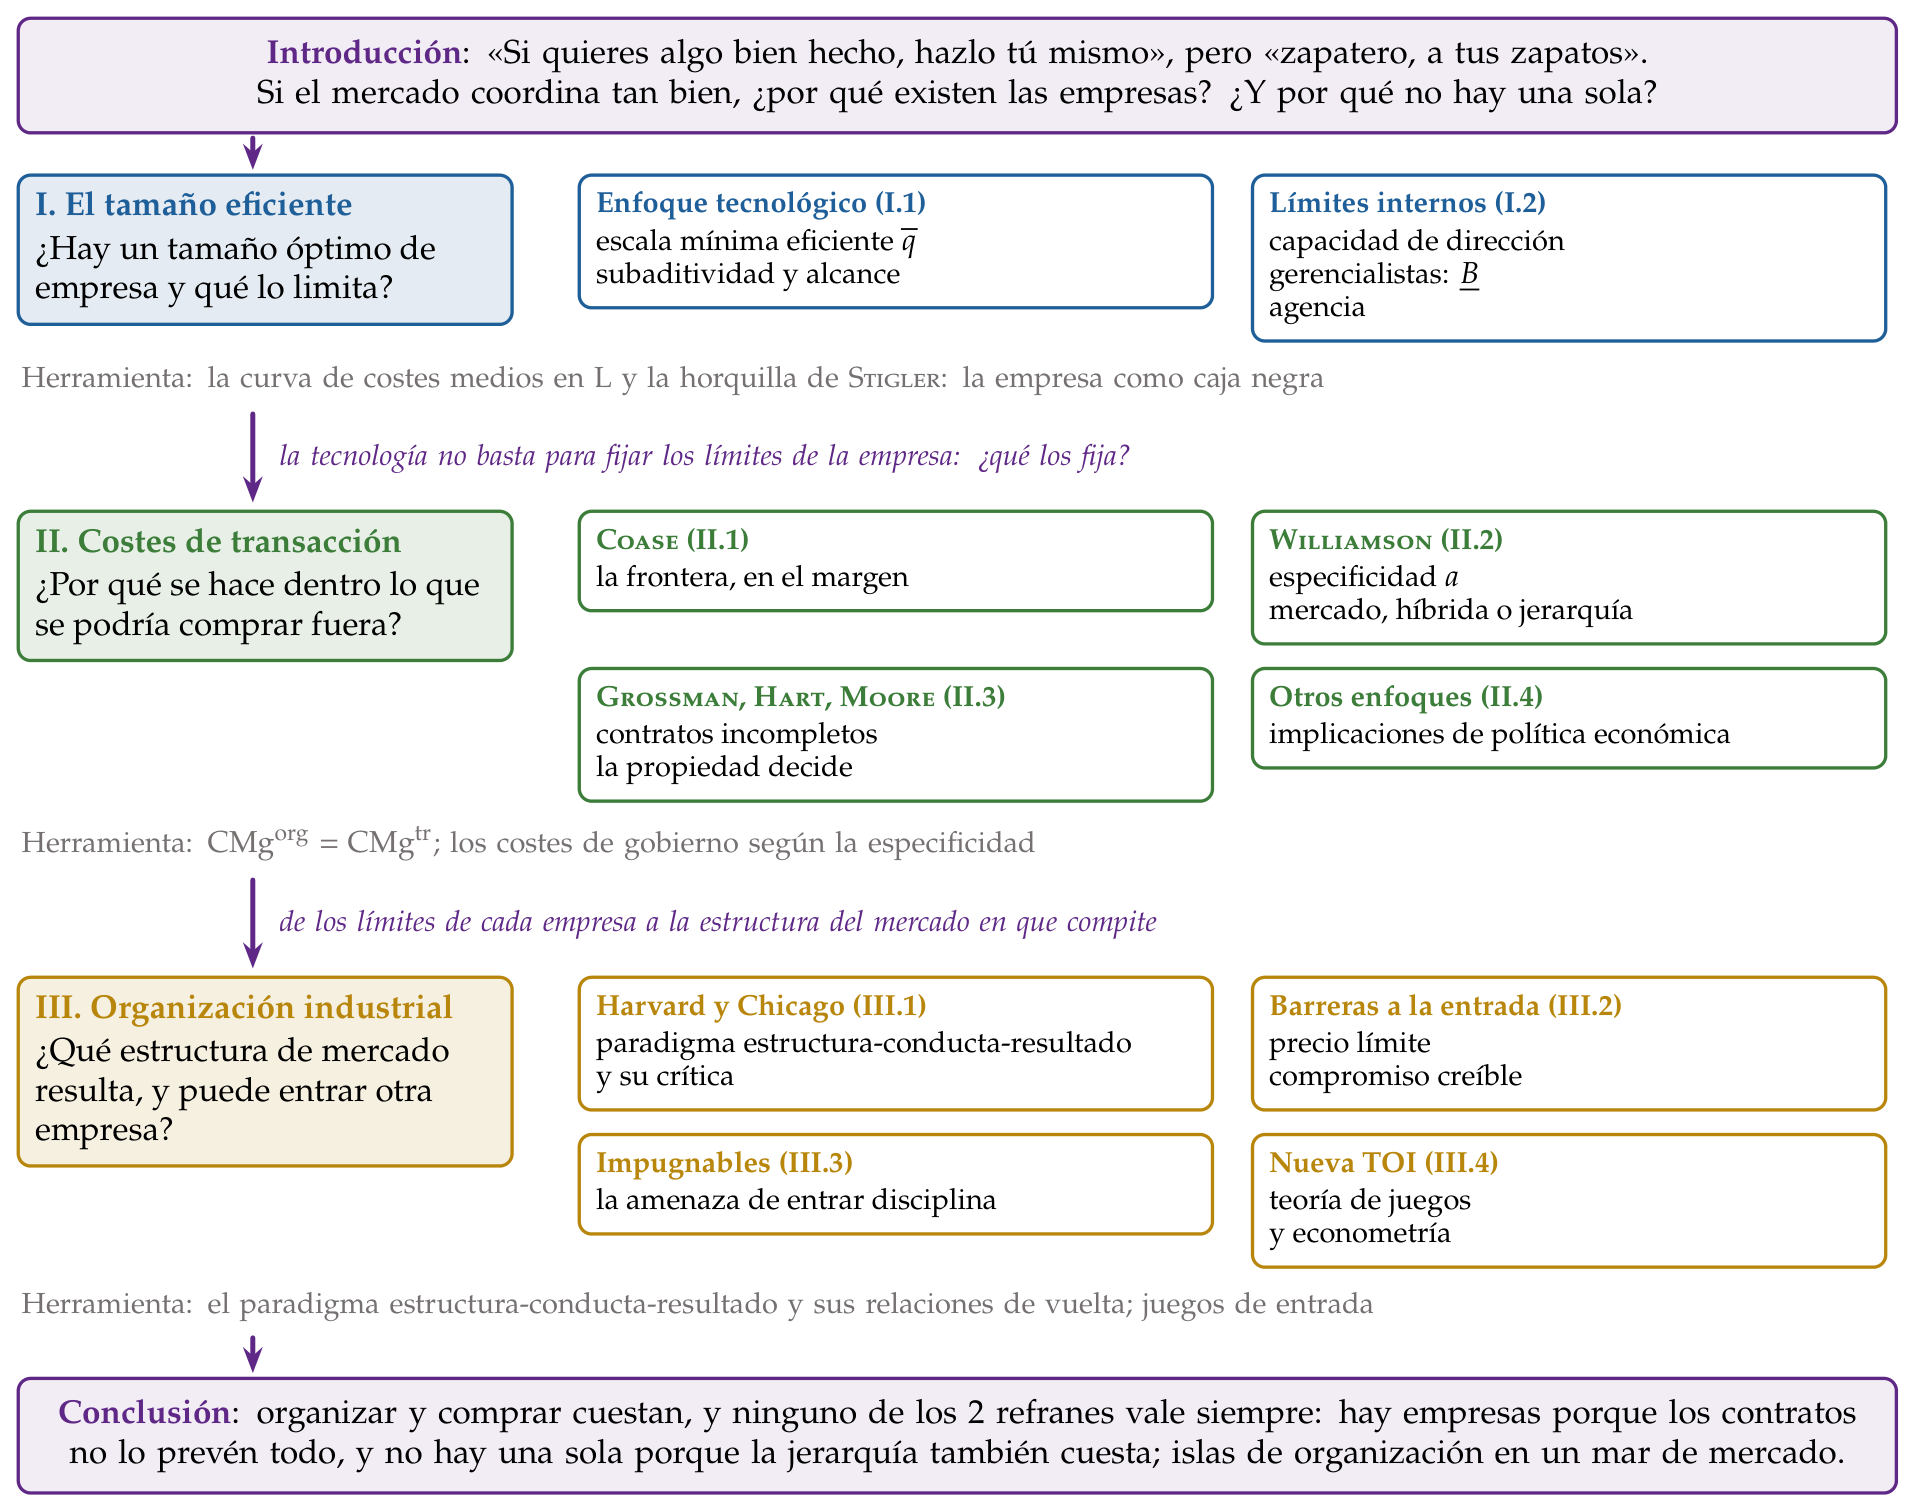 Introducción: «Si quieres algo bien hecho, hazlo tú mismo», pero «zapatero, a tus zapatos».
Si el mercado coordina tan bien, ¿por qué existen las empresas? ¿Y por qué no hay una sola?
I. El tamaño eficiente
¿Hay un tamaño óptimo de
empresa y qué lo limita?
Enfoque tecnológico (I.1)
escala mínima eficiente q̅
subaditividad y alcance
Límites internos (I.2)
capacidad de dirección
gerencialistas: B̲
agencia
Herramienta: la curva de costes medios en L y la horquilla de Stigler: la empresa como caja negra
la tecnología no basta para fijar los límites de la empresa: ¿qué los fija?
II. Costes de transacción
¿Por qué se hace dentro lo que
se podría comprar fuera?
Coase (II.1)
la frontera, en el margen
Williamson (II.2)
especificidad a
mercado, híbrida o jerarquía
Grossman, Hart, Moore (II.3)
contratos incompletos
la propiedad decide
Otros enfoques (II.4)
implicaciones de política económica
Herramienta: CMg^org = CMg^tr; los costes de gobierno según la especificidad
de los límites de cada empresa a la estructura del mercado en que compite
III. Organización industrial
¿Qué estructura de mercado
resulta, y puede entrar otra
empresa?
Harvard y Chicago (III.1)
paradigma estructura-conducta-resultado
y su crítica
Barreras a la entrada (III.2)
precio límite
compromiso creíble
Impugnables (III.3)
la amenaza de entrar disciplina
Nueva TOI (III.4)
teoría de juegos
y econometría
Herramienta: el paradigma estructura-conducta-resultado y sus relaciones de vuelta; juegos de entrada
Conclusión: organizar y comprar cuestan, y ninguno de los 2 refranes vale siempre: hay empresas porque los contratos
no lo prevén todo, y no hay una sola porque la jerarquía también cuesta; islas de organización en un mar de mercado.